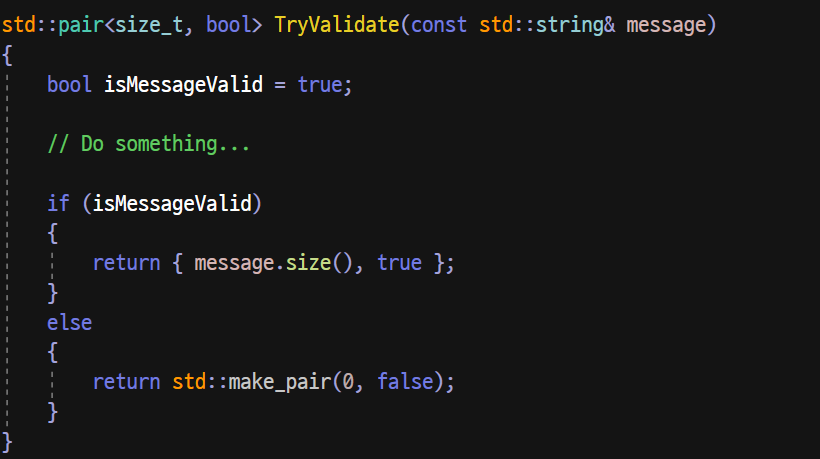 std::pair<size_t, bool> TryValidate(const std::string& message)
{
    bool isMessageValid = true;

    // Do something...

    if (isMessageValid)
    {
        return { message.size(), true };
    }
    else
    {
        return std::make_pair(0, false);
    }
}